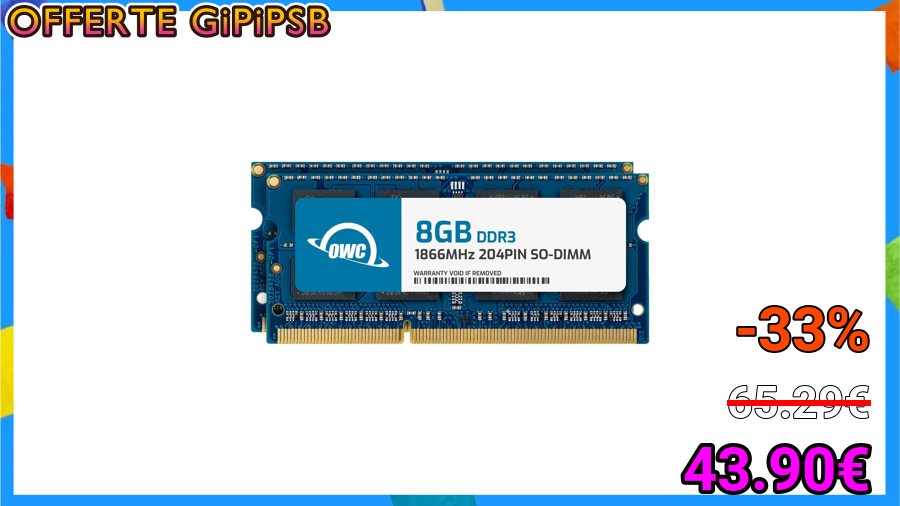 OFFERTE GiPiPSB
OWC
8GB DDR3
1866MHz 204PIN SO-DIMM
WARRANTY VOID IF REMOVED
-33%
65.29€
43.90€